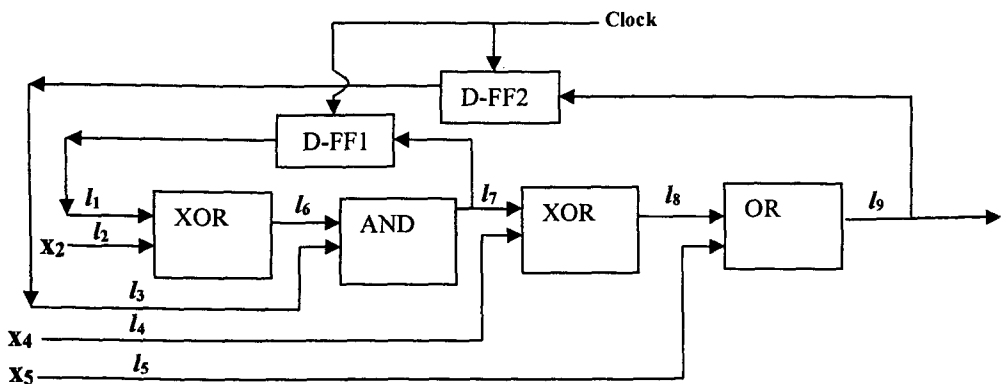 Clock
D-FF2
D-FF1
l1
l6
l7
l8
l9
XOR
AND
XOR
OR
x2
l2
l3
x4
l4
x5
l5